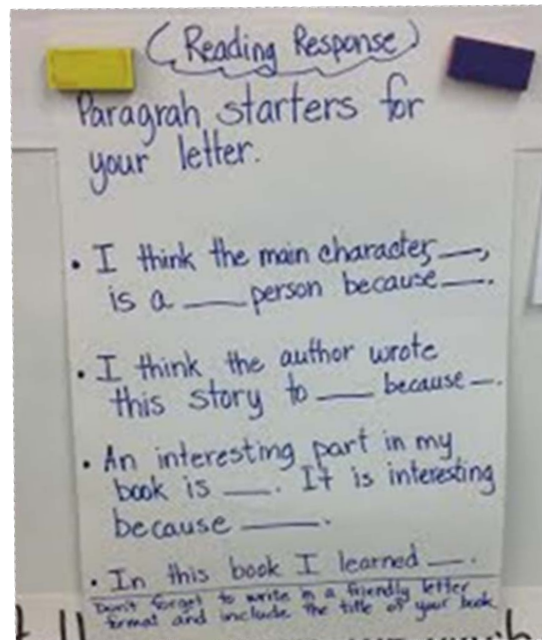 (Reading Response)
Paragrah starters for
your letter.
• I think the main character, ___,
is a ___ person because ___.
• I think the author wrote
this story to ___ because ___.
• An interesting part in my
book is ___. It is interesting
because ___.
• In this book I learned ___.
Don't forget to write in a friendly letter
format and include the title of your book